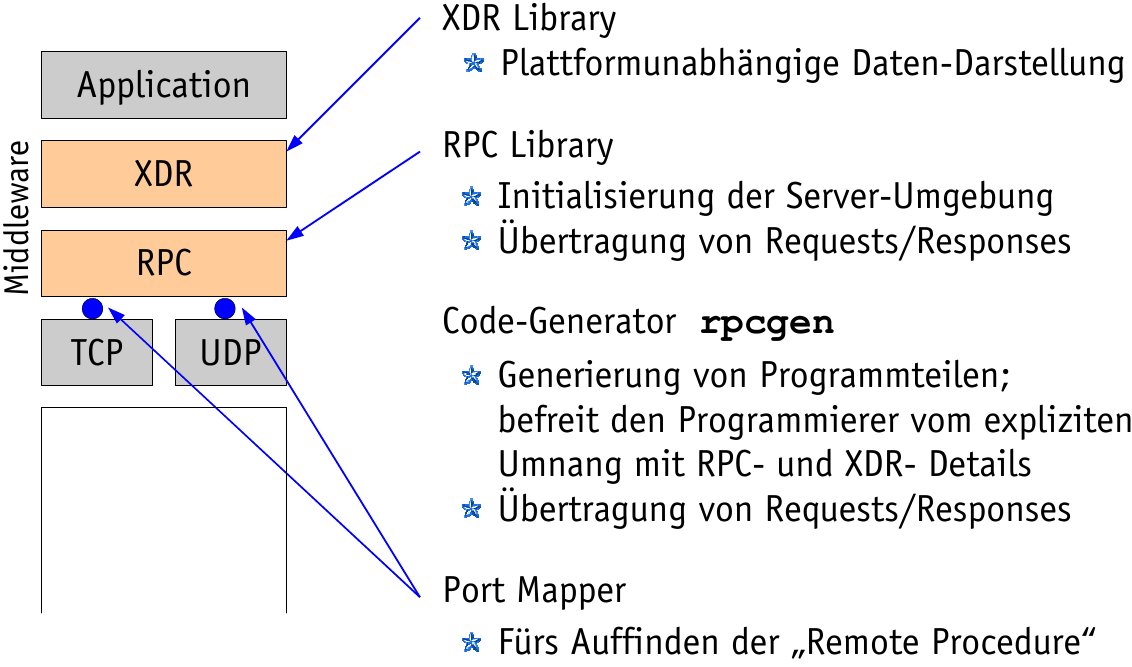 Application
Middleware
XDR
RPC
TCP
UDP
XDR Library
Plattformunabhängige Daten-Darstellung
RPC Library
Initialisierung der Server-Umgebung
Übertragung von Requests/Responses
Code-Generator rpcgen
Generierung von Programmteilen;
befreit den Programmierer vom expliziten
Umnang mit RPC- und XDR- Details
Übertragung von Requests/Responses
Port Mapper
Fürs Auffinden der „Remote Procedure“